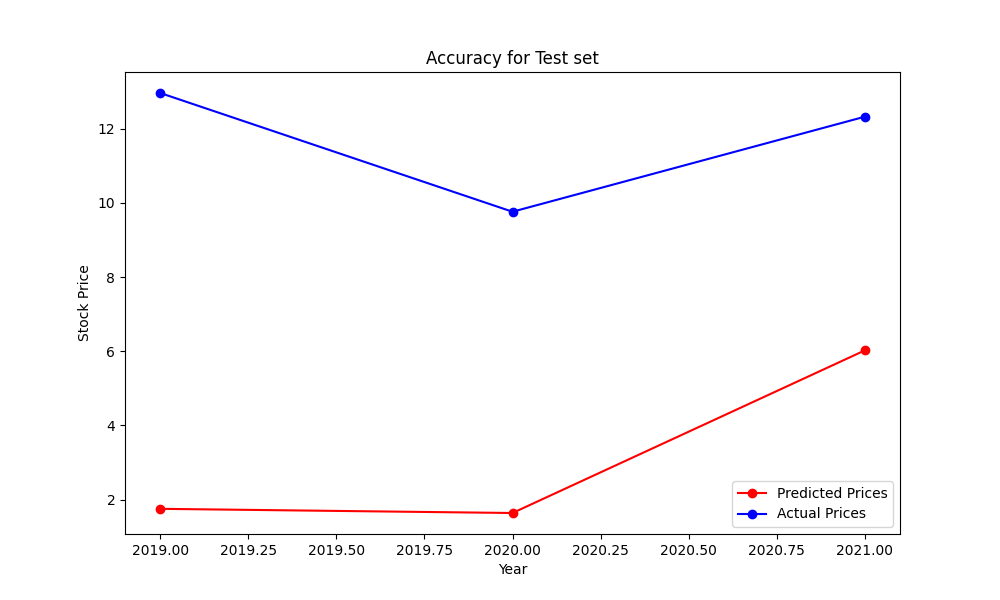 Accuracy for Test set
Stock Price
12
10
8
6
4
2
Predicted Prices
Actual Prices
2019.00 2019.25 2019.50 2019.75 2020.00 2020.25 2020.50 2020.75 2021.00
Year